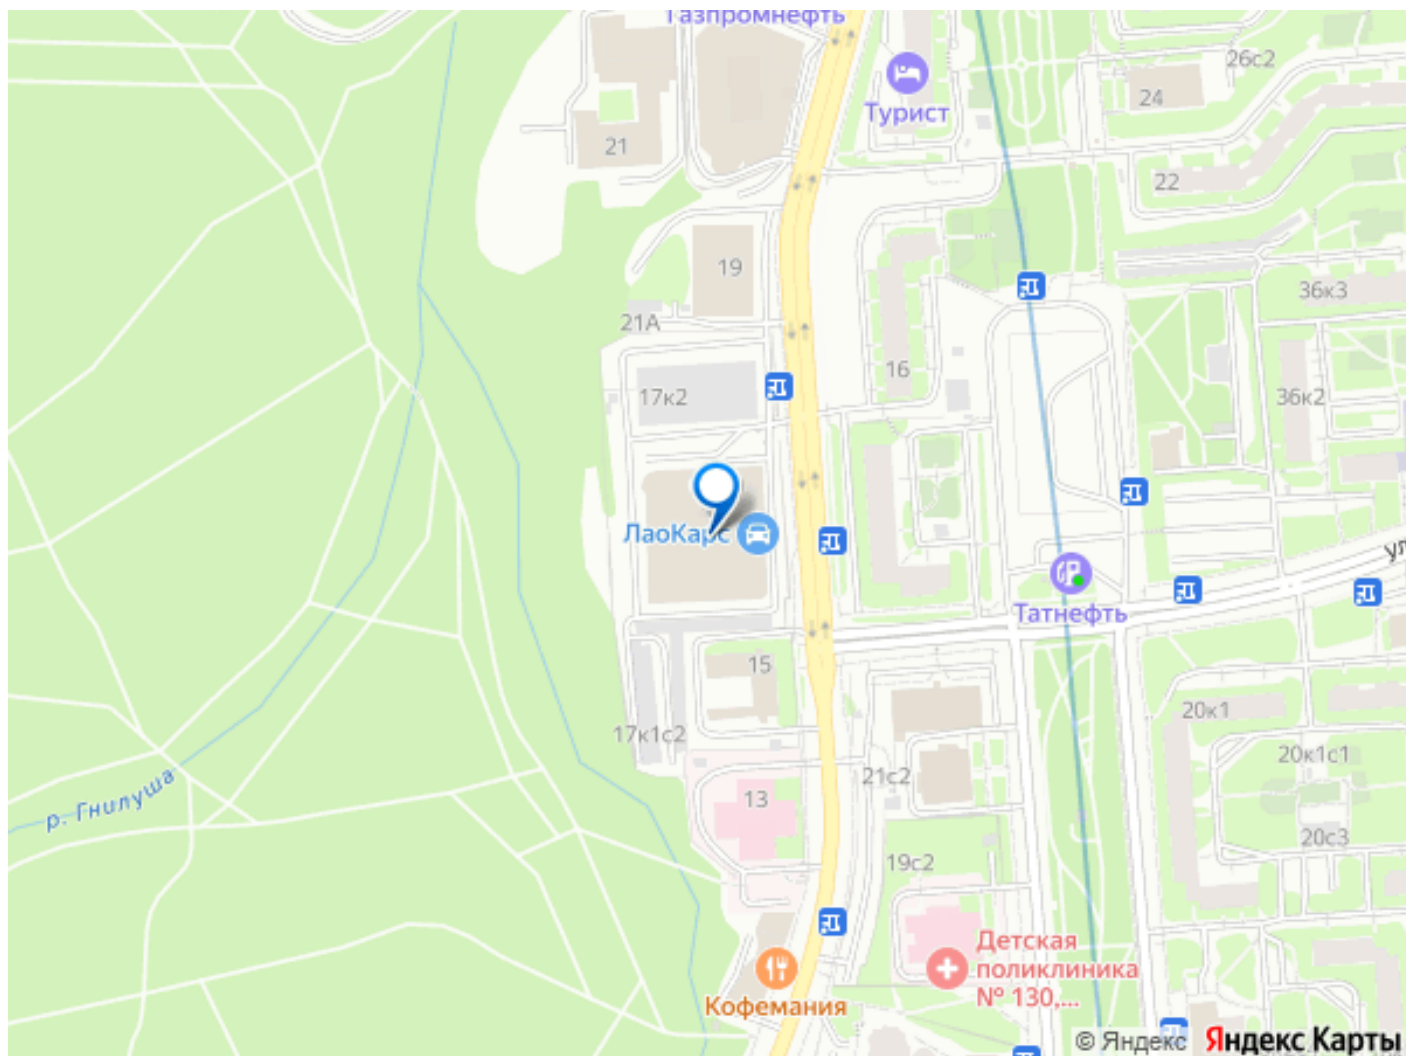 Газпромнефть
26с2
24
Турист
21
22
19
36к3
21А
16
17к2
36к2
ЛаоКарс
ул
Татнефть
15
20к1
17к1с2
20к1с1
21с2
р. Гнилуша
13
20с3
19с2
Детская
поликлиника
№ 130,...
Кофемания
© Яндекс Яндекс Карты